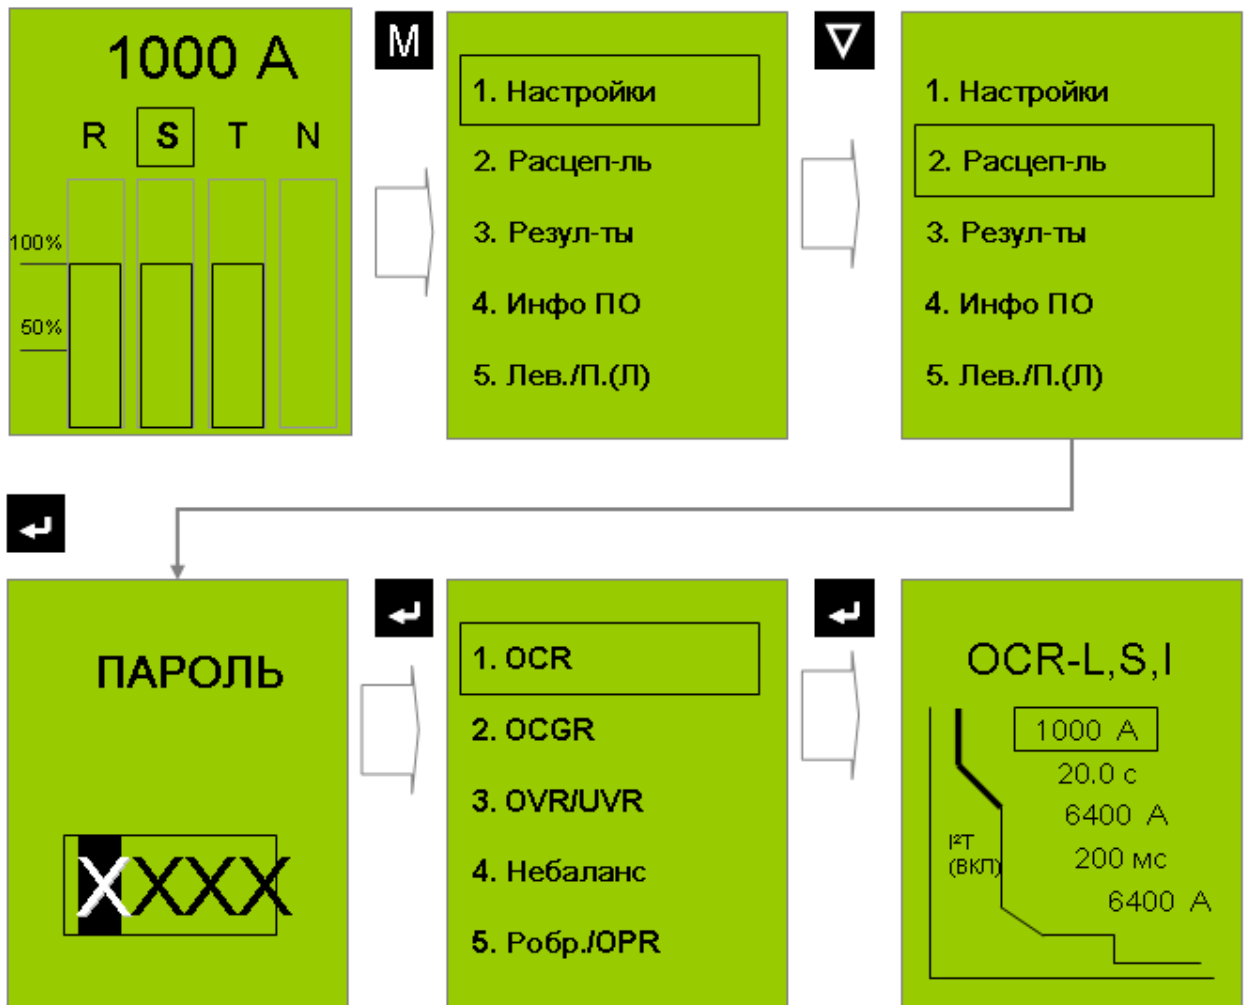 1000 A
R S T N
100%
50%
M
1. Настройки
2. Расцеп-ль
3. Резул-ты
4. Инфо ПО
5. Лев./П.(Л)
1. Настройки
2. Расцеп-ль
3. Резул-ты
4. Инфо ПО
5. Лев./П.(Л)
ПАРОЛЬ
XXXX
1. OCR
2. OCGR
3. OVR/UVR
4. Небаланс
5. Pобр./OPR
OCR-L,S,I
1000 A
20.0 с
6400 A
I²T
(ВКЛ)
200 мс
6400 A